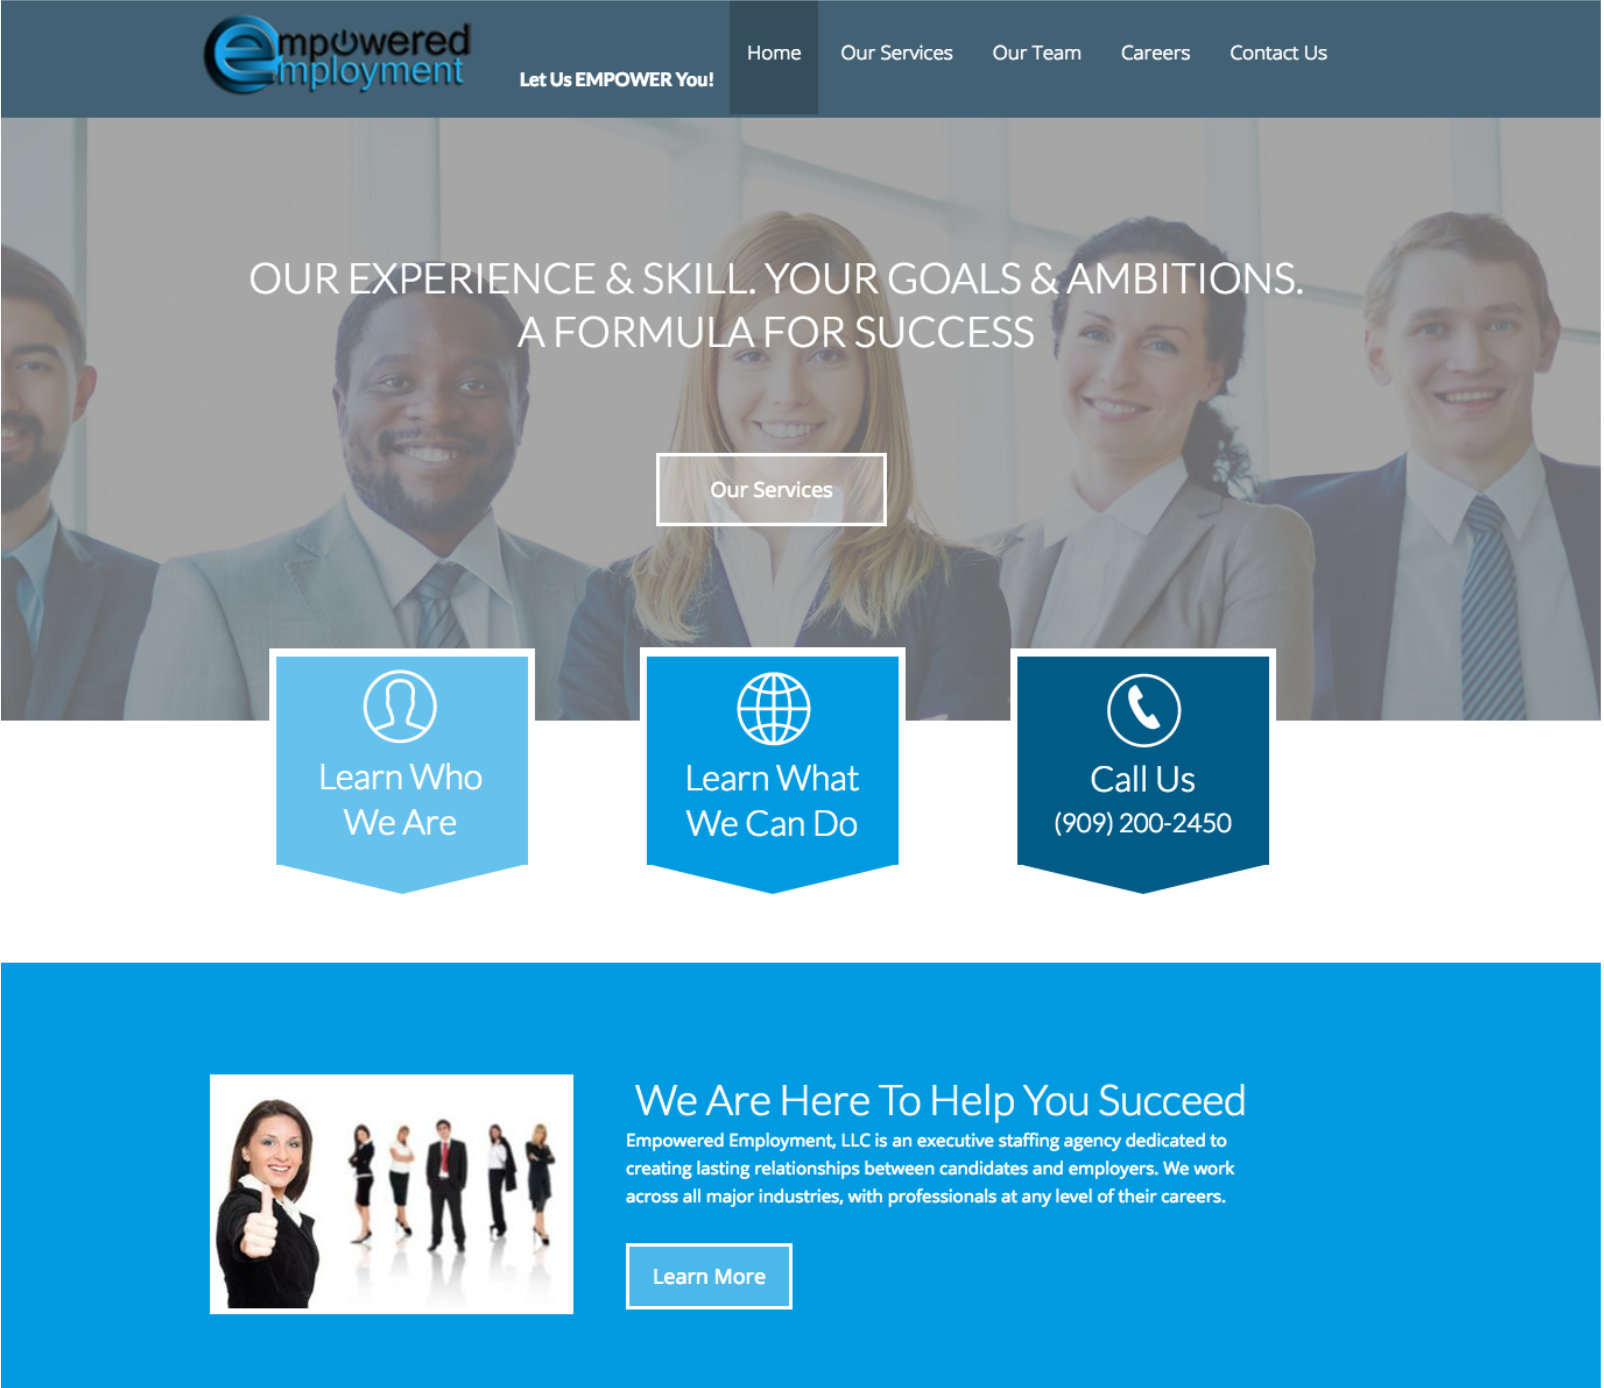 empowered
employment
Let Us EMPOWER You!
Home
Our Services
Our Team
Careers
Contact Us
OUR EXPERIENCE & SKILL. YOUR GOALS & AMBITIONS.
A FORMULA FOR SUCCESS
Our Services
Learn Who
We Are
Learn What
We Can Do
Call Us
(909) 200-2450
We Are Here To Help You Succeed
Empowered Employment, LLC is an executive staffing agency dedicated to
creating lasting relationships between candidates and employers. We work
across all major industries, with professionals at any level of their careers.
Learn More